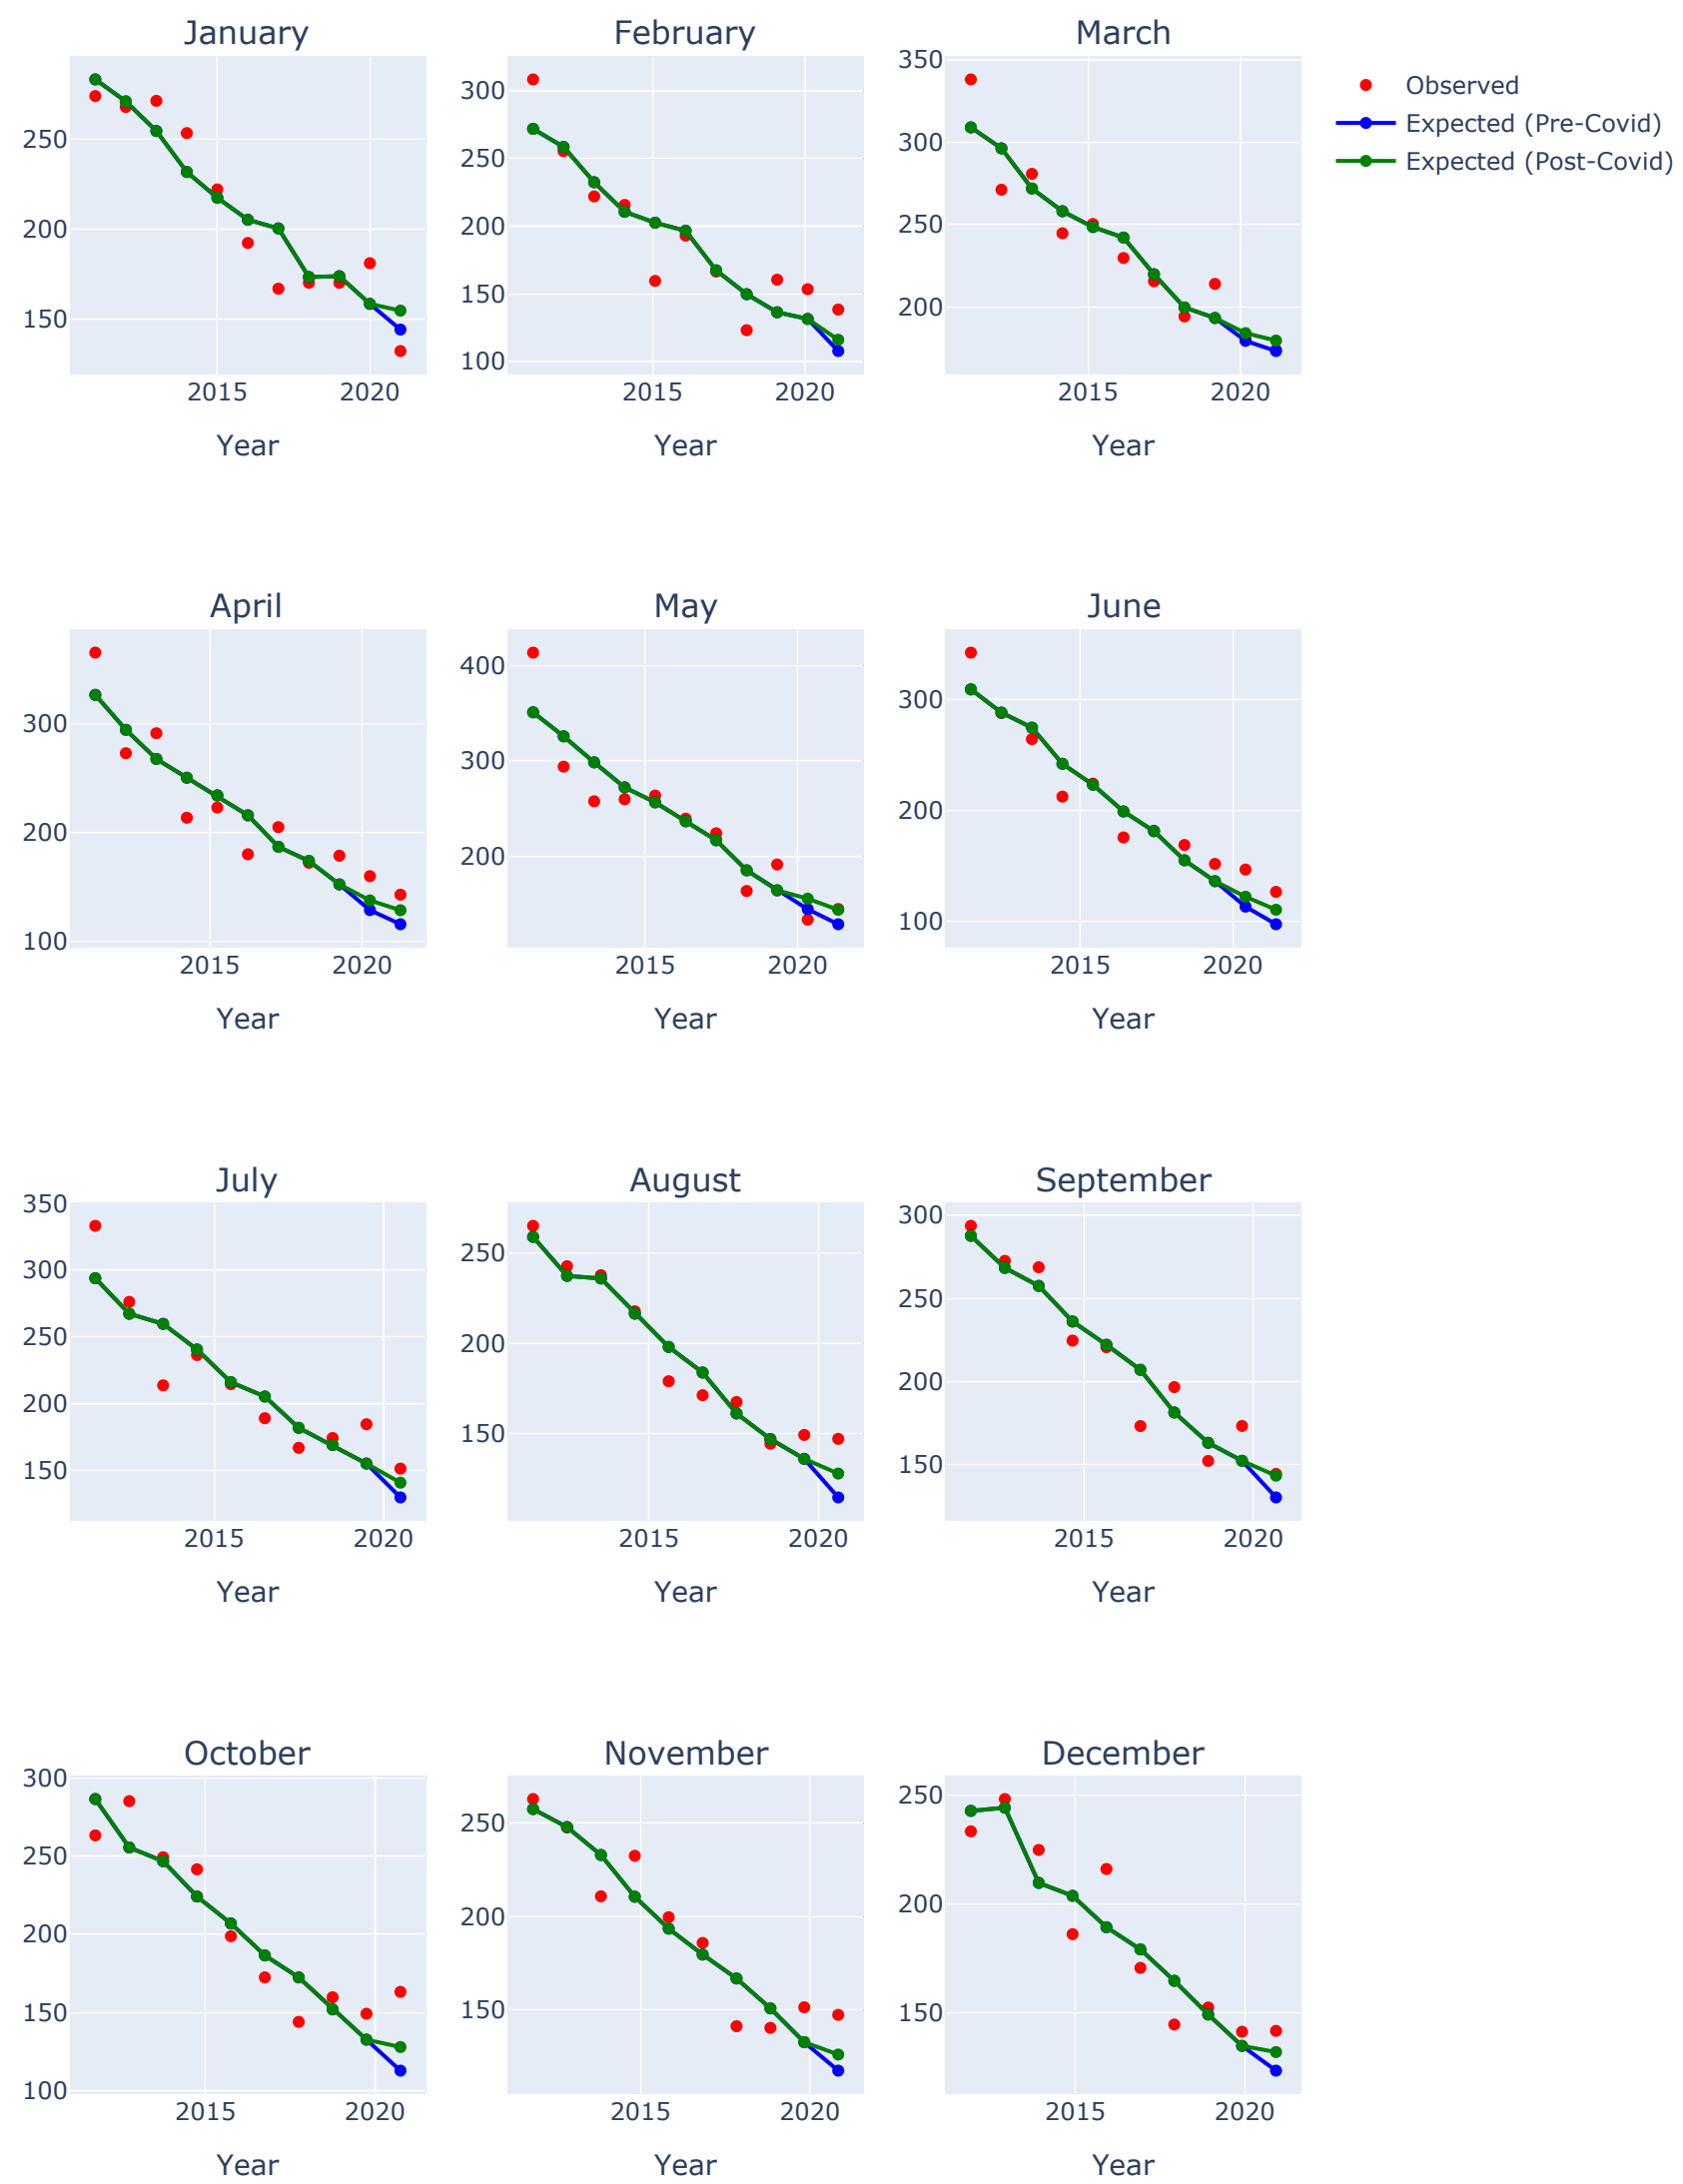 January
February
March
250
200
150
2015
2020
Year
300
250
200
150
100
2015
2020
Year
350
300
250
200
2015
2020
Year
Observed
Expected (Pre-Covid)
Expected (Post-Covid)
April
May
June
300
200
100
2015
2020
Year
400
300
200
2015
2020
Year
300
200
100
2015
2020
Year
July
August
September
350
300
250
200
150
2015
2020
Year
250
200
150
2015
2020
Year
300
250
200
150
2015
2020
Year
October
November
December
300
250
200
150
100
2015
2020
Year
250
200
150
2015
2020
Year
250
200
150
2015
2020
Year